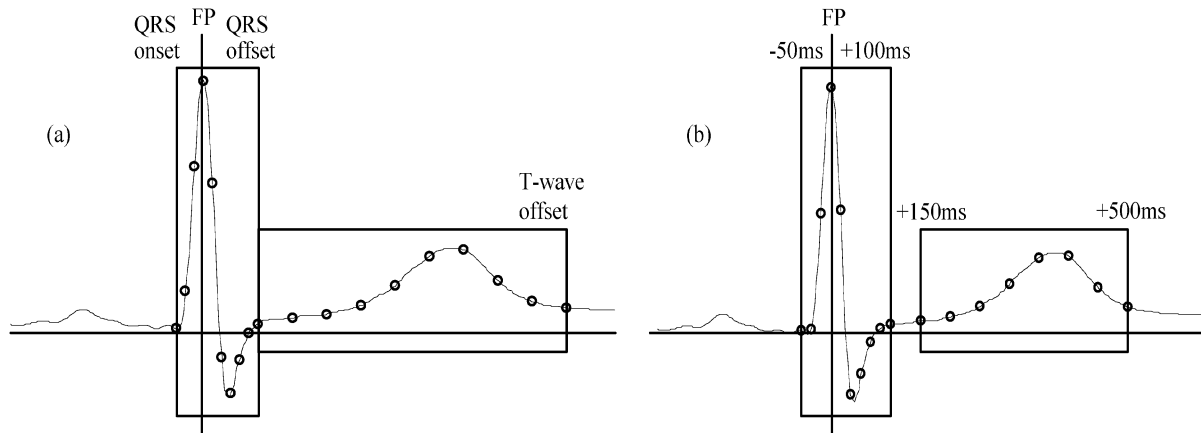 FP
QRS QRS
onset offset
(a)
T-wave
offset
FP
-50ms +100ms
(b)
+150ms +500ms